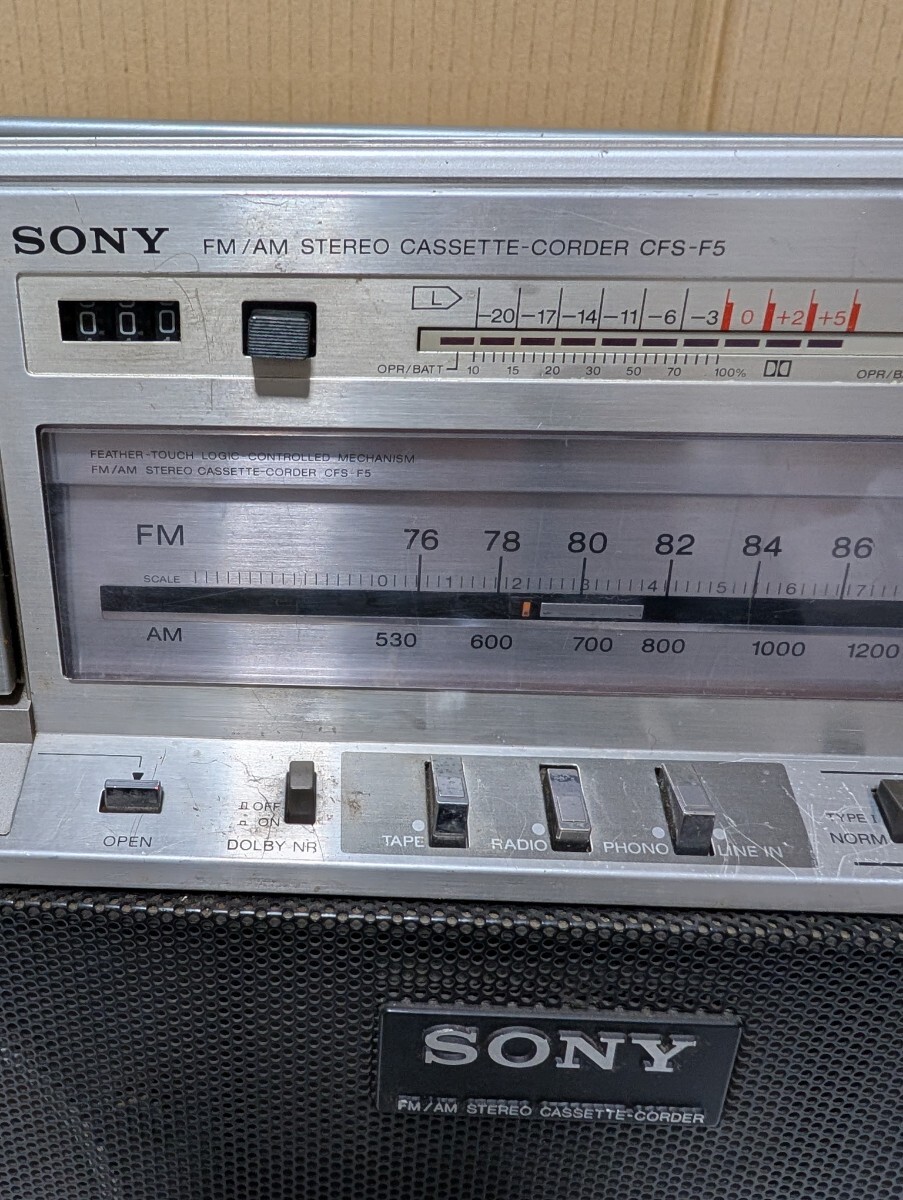 SONY FM/AM STEREO CASSETTE-CORDER CFS-F5
000
L
-20 -17 -14 -11 -6 -3 0 +2 +5
OPR/BATT 10 15 20 30 50 70 100%
FEATHER-TOUCH LOGIC CONTROLLED MECHANISM
FM/AM STEREO CASSETTE-CORDER CFS-F5
FM 76 78 80 82 84 86
SCALE 0 1 2 3 4 5 6 7
AM 530 600 700 800 1000 1200
OPEN
OFF
ON
DOLBY NR
TAPE RADIO PHONO LINE IN
TYPE I
NORM
SONY
FM/AM STEREO CASSETTE-CORDER